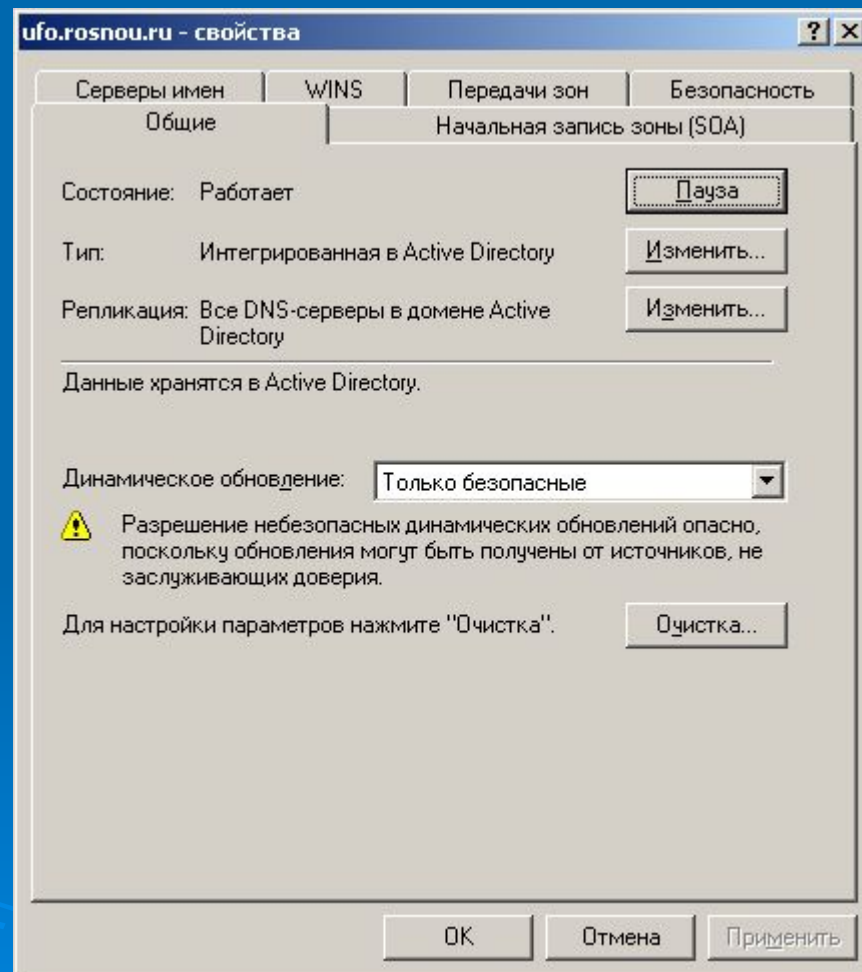 ufo.rosnou.ru - свойства
Серверы имен WINS Передачи зон Безопасность
Общие Начальная запись зоны (SOA)
Состояние: Работает Пауза
Тип: Интегрированная в Active Directory Изменить...
Репликация: Все DNS-серверы в домене Active Изменить...
Directory
Данные хранятся в Active Directory.
Динамическое обновление: Только безопасные
Разрешение небезопасных динамических обновлений опасно,
поскольку обновления могут быть получены от источников, не
заслуживающих доверия.
Для настройки параметров нажмите "Очистка". Очистка...
OK Отмена Применить